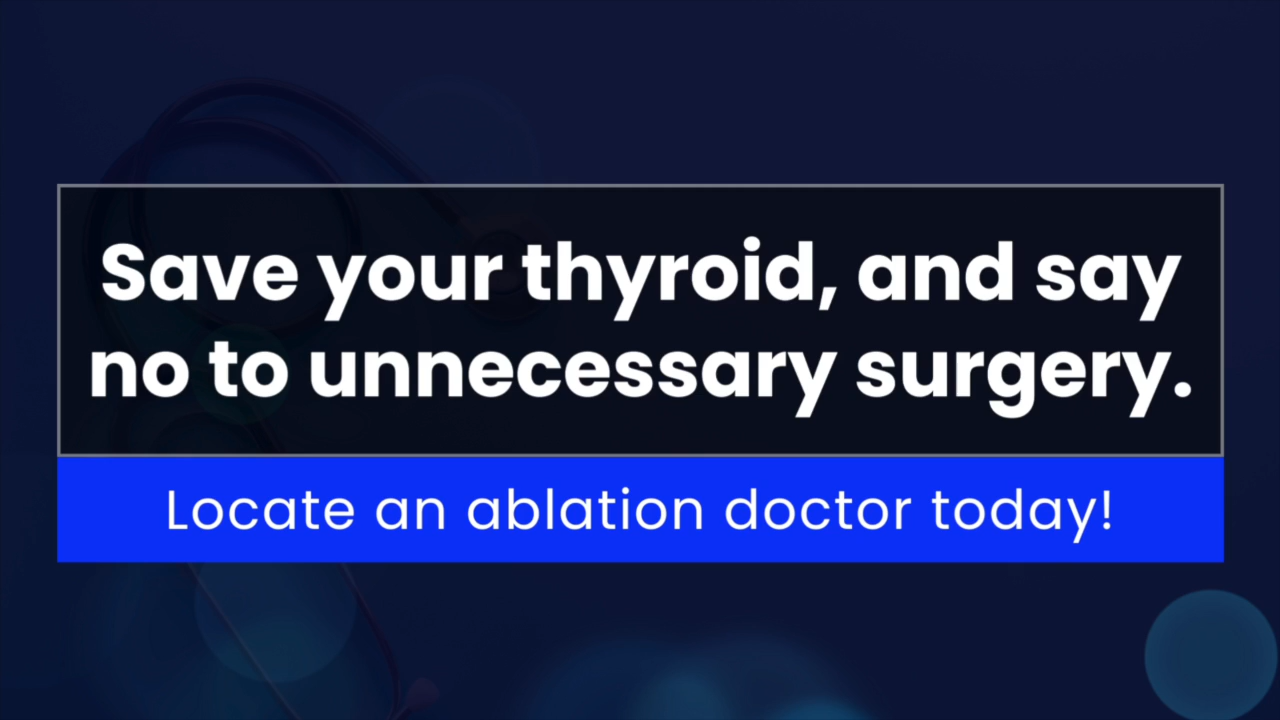 Save your thyroid, and say
no to unnecessary surgery.
Locate an ablation doctor today!